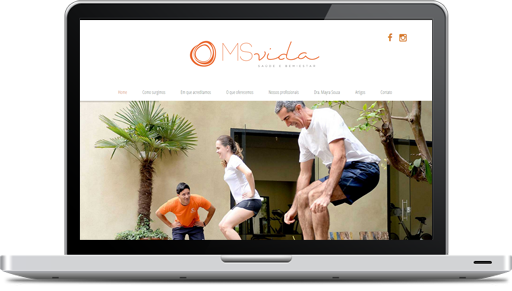 MSvida
SAÚDE E BEM-ESTAR
Home Como surgimos Em que acreditamos O que oferecemos Nossos profissionais Dra. Mayra Sousa Artigos Contato